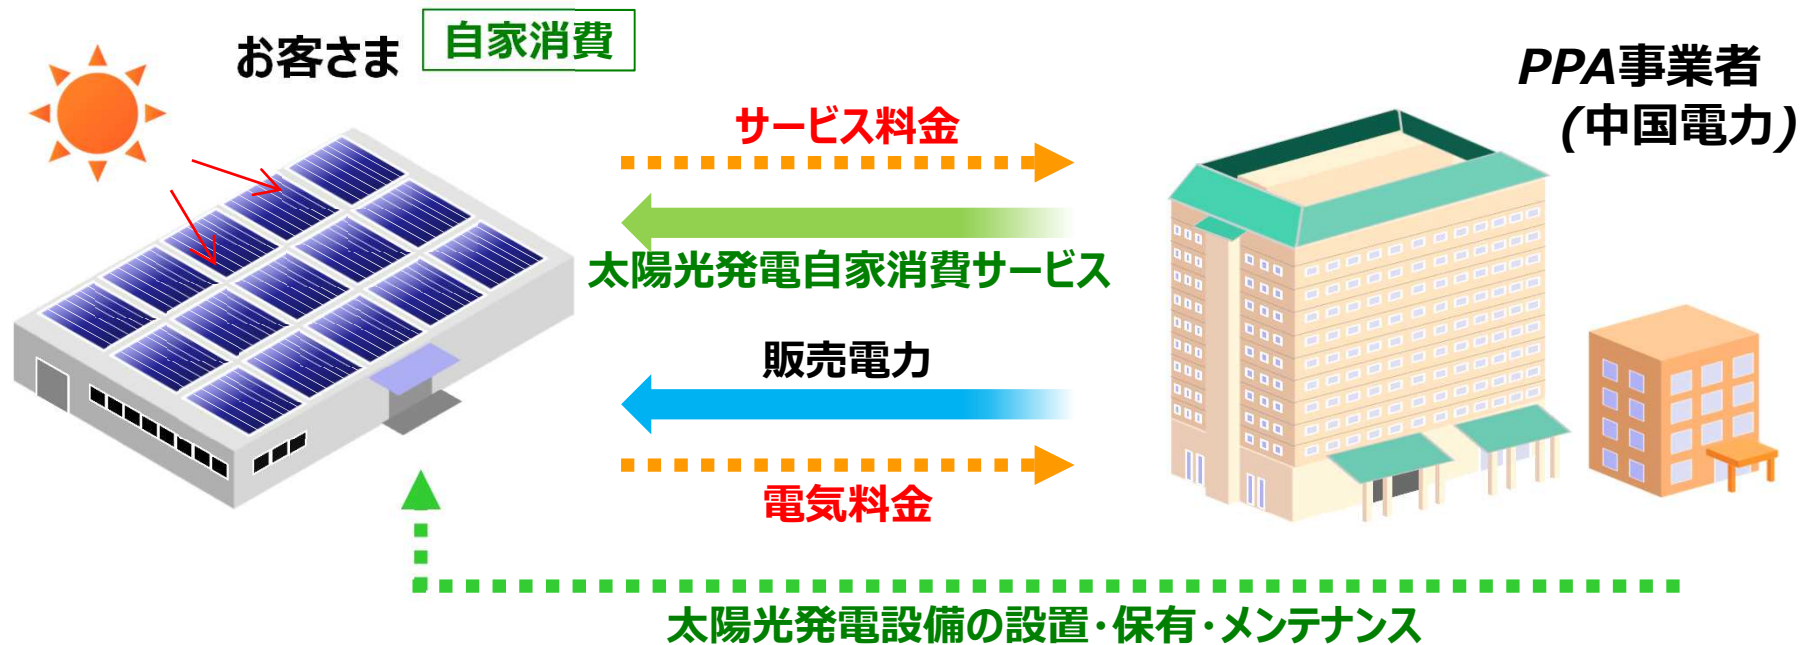 お客さま
自家消費
PPA事業者
(中国電力)
サービス料金
太陽光発電自家消費サービス
販売電力
電気料金
太陽光発電設備の設置・保有・メンテナンス